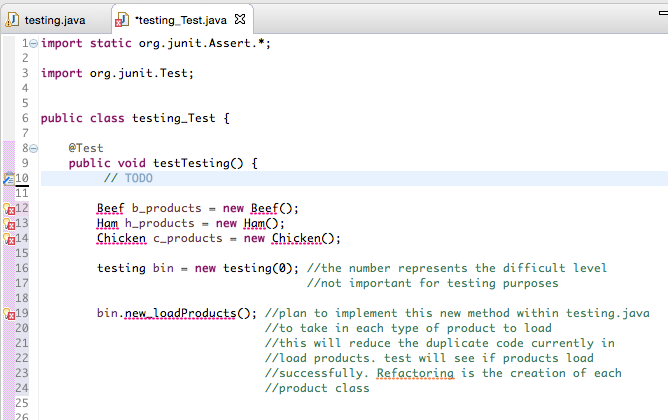 testing.java *testing_Test.java
1 import static org.junit.Assert.*;
2
3 import org.junit.Test;
4
5
6 public class testing_Test {
7
8 @Test
9 public void testTesting() {
10 // TODO
11
12 Beef b_products = new Beef();
13 Ham h_products = new Ham();
14 Chicken c_products = new Chicken();
15
16 testing bin = new testing(0); //the number represents the difficult level
17 //not important for testing purposes
18
19 bin.new_loadProducts(); //plan to implement this new method within testing.java
20 //to take in each type of product to load
21 //this will reduce the duplicate code currently in
22 //load products. test will see if products load
23 //successfully. Refactoring is the creation of each
24 //product class
25
26